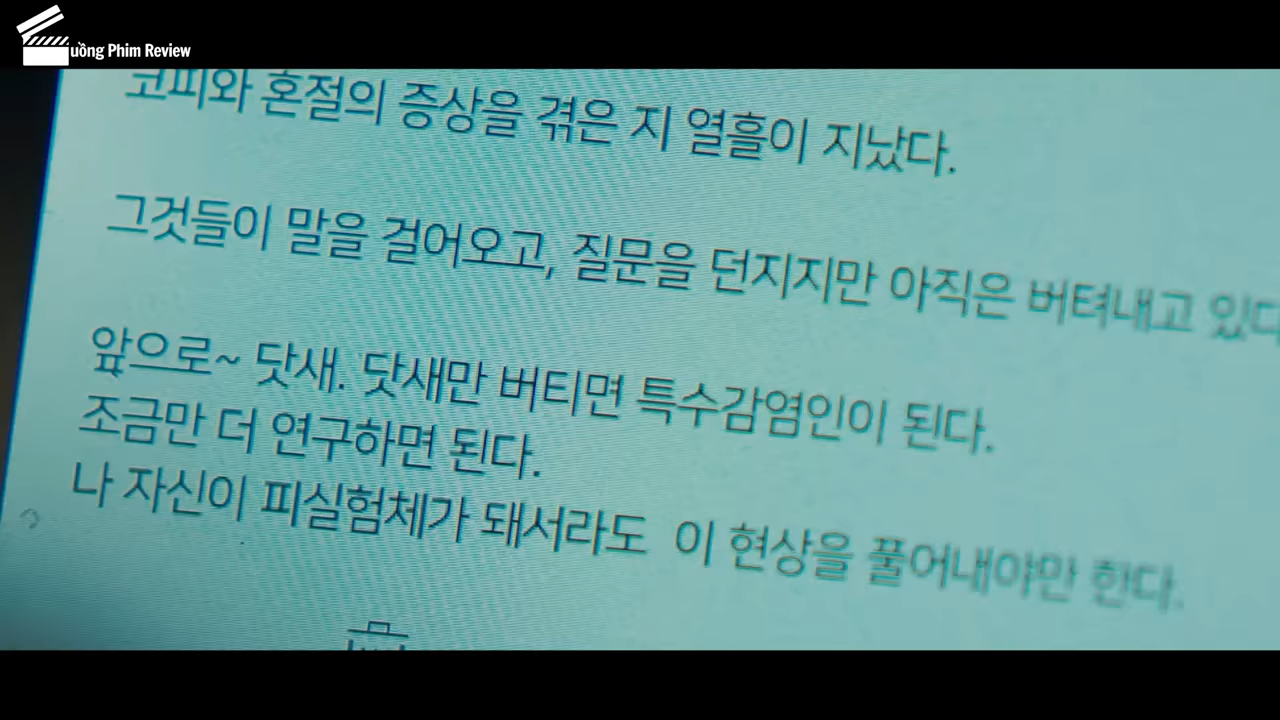 uồng Phim Review
코피와 혼절의 증상을 겪은 지 열흘이 지났다.
그것들이 말을 걸어오고, 질문을 던지지만 아직은 버텨내고 있다
앞으로~ 닷새. 닷새만 버티면 특수감염인이 된다.
조금만 더 연구하면 된다.
나 자신이 피실험체가 돼서라도 이 현상을 풀어내야만 한다.